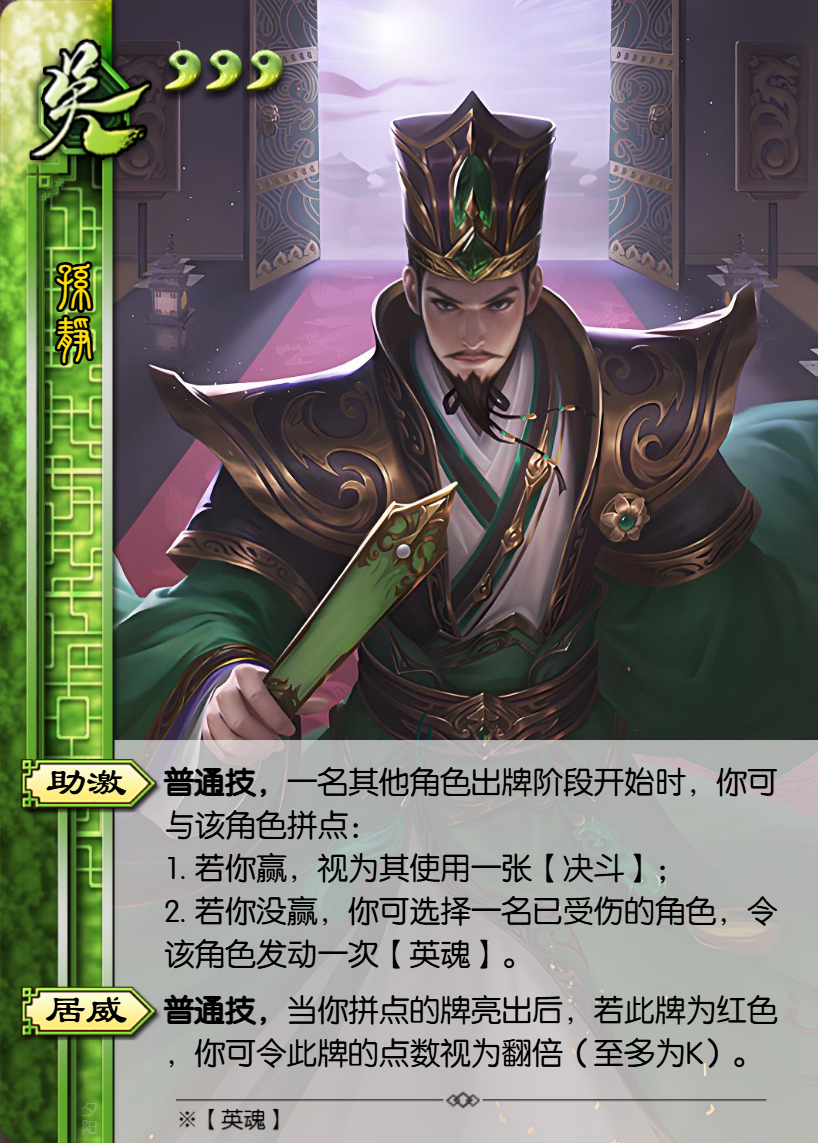 吴
孫靜
助激
普通技，一名其他角色出牌阶段开始时，你可
与该角色拼点：
1. 若你赢，视为其使用一张【决斗】；
2. 若你没赢，你可选择一名已受伤的角色，令
该角色发动一次【英魂】。
居威
普通技，当你拼点的牌亮出后，若此牌为红色
，你可令此牌的点数视为翻倍（至多为K）。
※【英魂】
夕阳